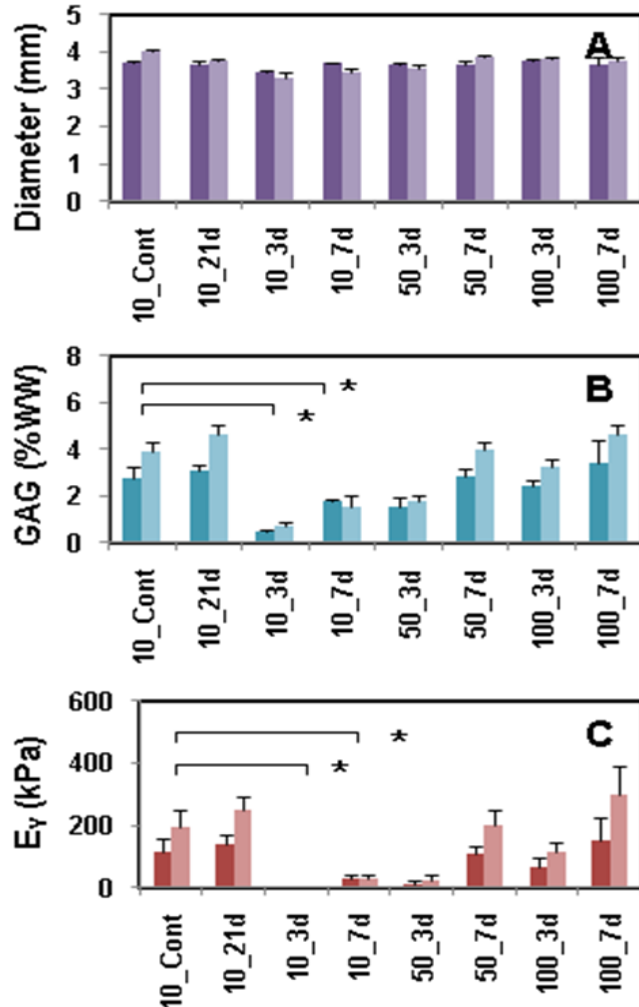 Diameter (mm)
5
4
3
2
1
0
A
10_Cont
10_21d
10_3d
10_7d
50_3d
50_7d
100_3d
100_7d
GAG (%WW)
8
6
4
2
0
*
*
B
10_Cont
10_21d
10_3d
10_7d
50_3d
50_7d
100_3d
100_7d
EY (kPa)
600
400
200
0
*
*
C
10_Cont
10_21d
10_3d
10_7d
50_3d
50_7d
100_3d
100_7d